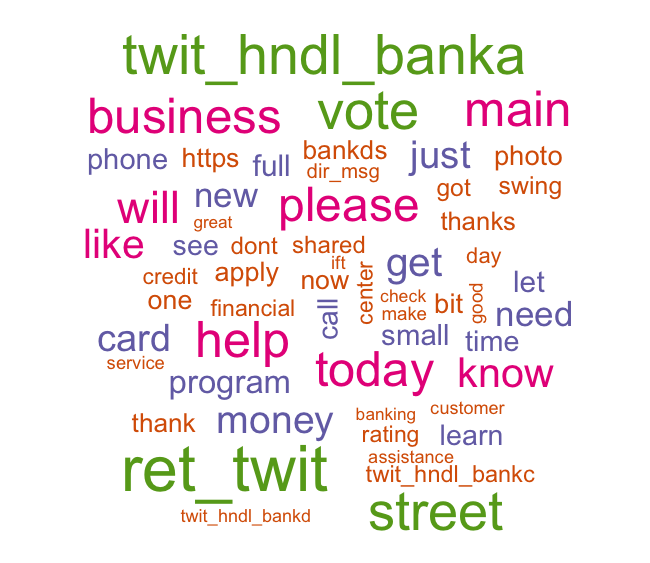 twit_hndl_banka
business vote main
phone https full bankds just photo
dir_msg
will new please got swing
great thanks
like see dont shared get day
credit apply now ift center let
one financial call check make bit good need
card help small time
service program today know
thank money banking customer
rating learn
ret_twit assistance
twit_hndl_bankc
twit_hndl_bankd street